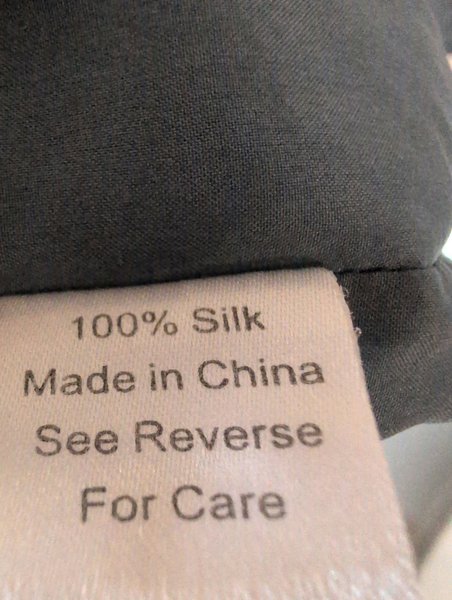 100% Silk
Made in China
See Reverse
For Care